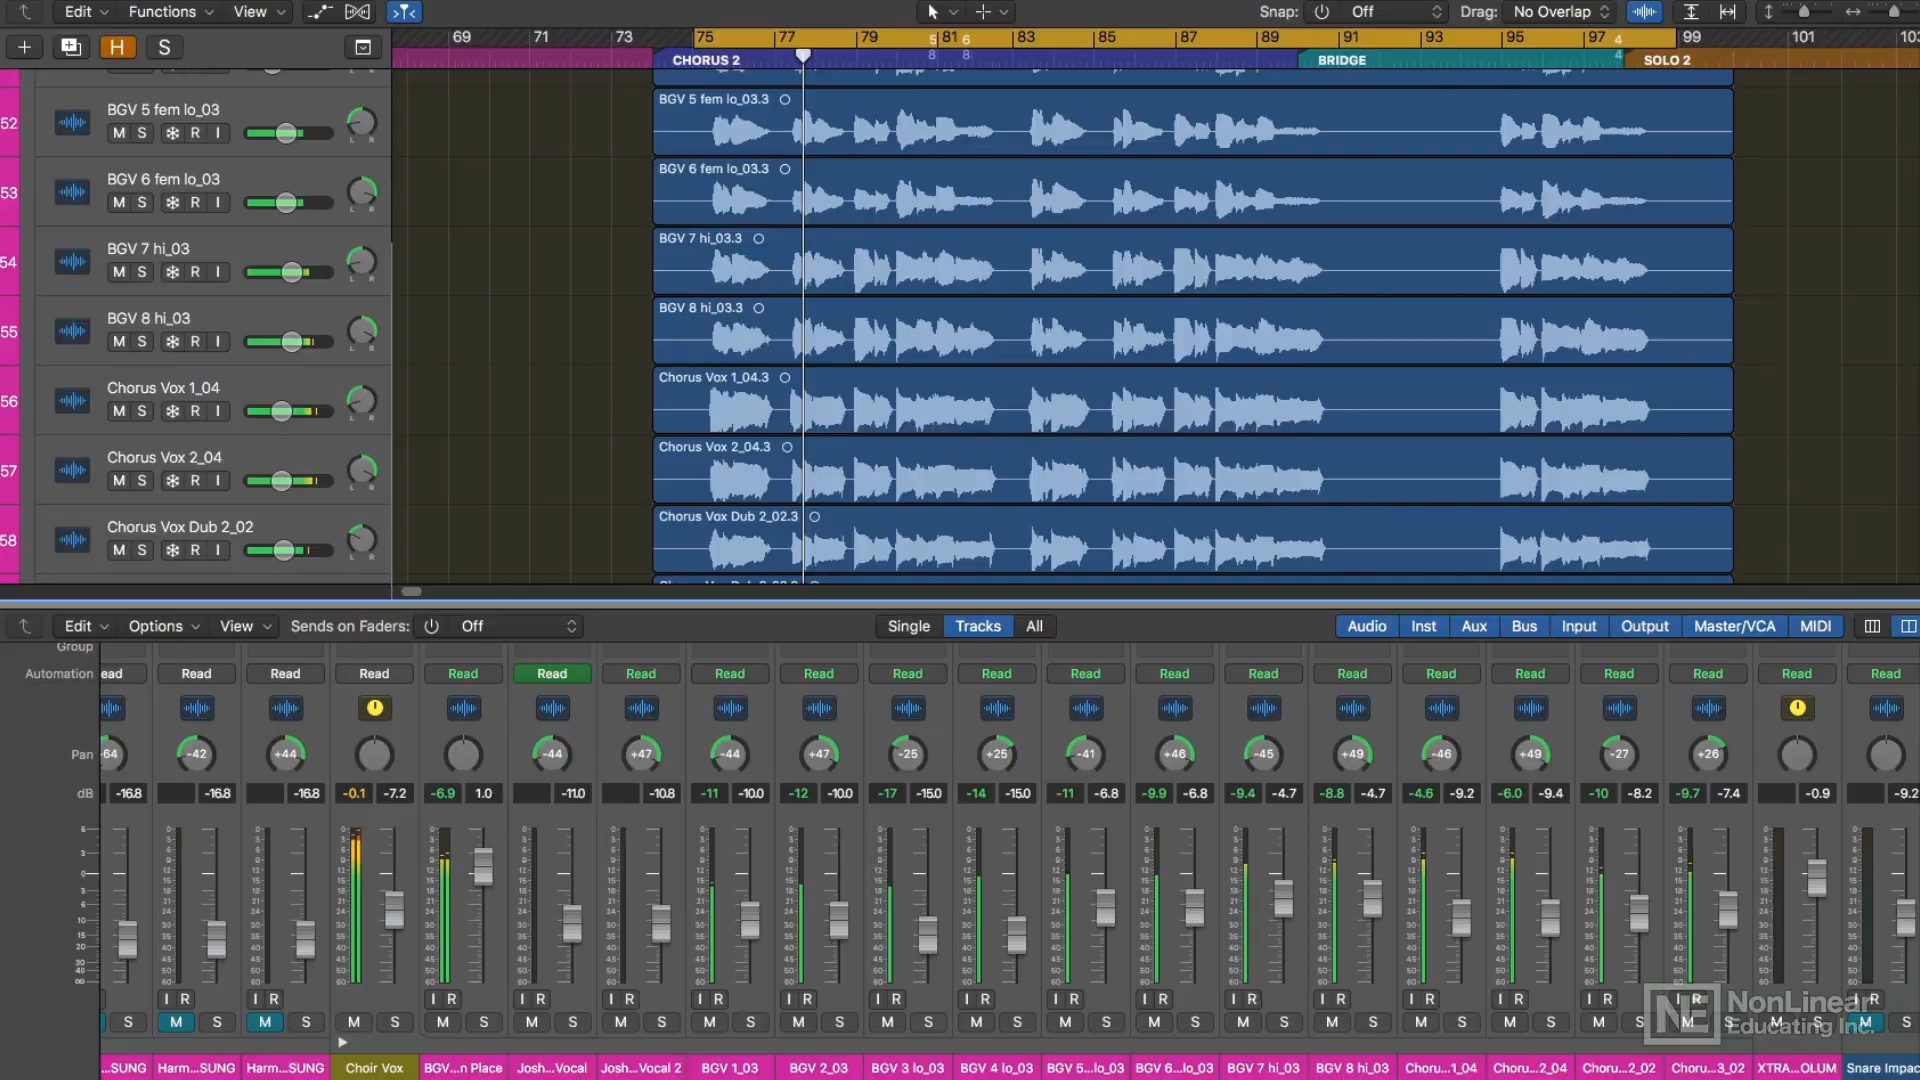 Edit Functions View Snap: Off Drag: No Overlap
H S 69 71 73 75 77 79 81 83 85 87 89 91 93 95 97 99 101 103
5 6 4
8 8 4
CHORUS 2 BRIDGE SOLO 2
52 BGV 5 fem lo_03 BGV 5 fem lo_03.3
M S R I L R
53 BGV 6 fem lo_03 BGV 6 fem lo_03.3
M S R I L R
54 BGV 7 hi_03 BGV 7 hi_03.3
M S R I L R
55 BGV 8 hi_03 BGV 8 hi_03.3
M S R I L R
56 Chorus Vox 1_04 Chorus Vox 1_04.3
M S R I L R
57 Chorus Vox 2_04 Chorus Vox 2_04.3
M S R I L R
58 Chorus Vox Dub 2_02 Chorus Vox Dub 2_02.3
M S R I L R
Edit Options View Sends on Faders: Off Single Tracks All Audio Inst Aux Bus Input Output Master/VCA MIDI
Group
Automation ead Read Read Read Read Read Read Read Read Read Read Read Read Read Read Read Read Read Read Read Read
Pan -64 -42 +44 -44 +47 -44 +47 -25 +25 -41 +46 -45 +49 -46 +49 -27 +26
dB -16.8 -16.8 -16.8 -0.1 -7.2 -6.9 1.0 -11.0 -10.8 -11 -10.0 -12 -10.0 -17 -15.0 -14 -15.0 -11 -6.8 -9.9 -6.8 -9.4 -4.7 -8.8 -4.7 -4.6 -9.2 -6.0 -9.4 -10 -8.2 -9.7 -7.4 -0.9 -9.2
I R I R I R I R I R I R I R I R I R I R I R I R I R I R I R I R I R I R
S M S M S M S M S M S M S M S M S M S M S M S M S M S M S M S M S M S M S M S M S
NE NonLinear
Educating Inc.
...SUNG Harm...SUNG Harm...SUNG Choir Vox BGV...n Place Josh...Vocal Josh...Vocal 2 BGV 1_03 BGV 2_03 BGV 3 lo_03 BGV 4 lo_03 BGV 5...lo_03 BGV 6...lo_03 BGV 7 hi_03 BGV 8 hi_03 Choru...1_04 Choru...2_04 Choru...2_02 Choru...3_02 XTRA...OLUM Snare Impac